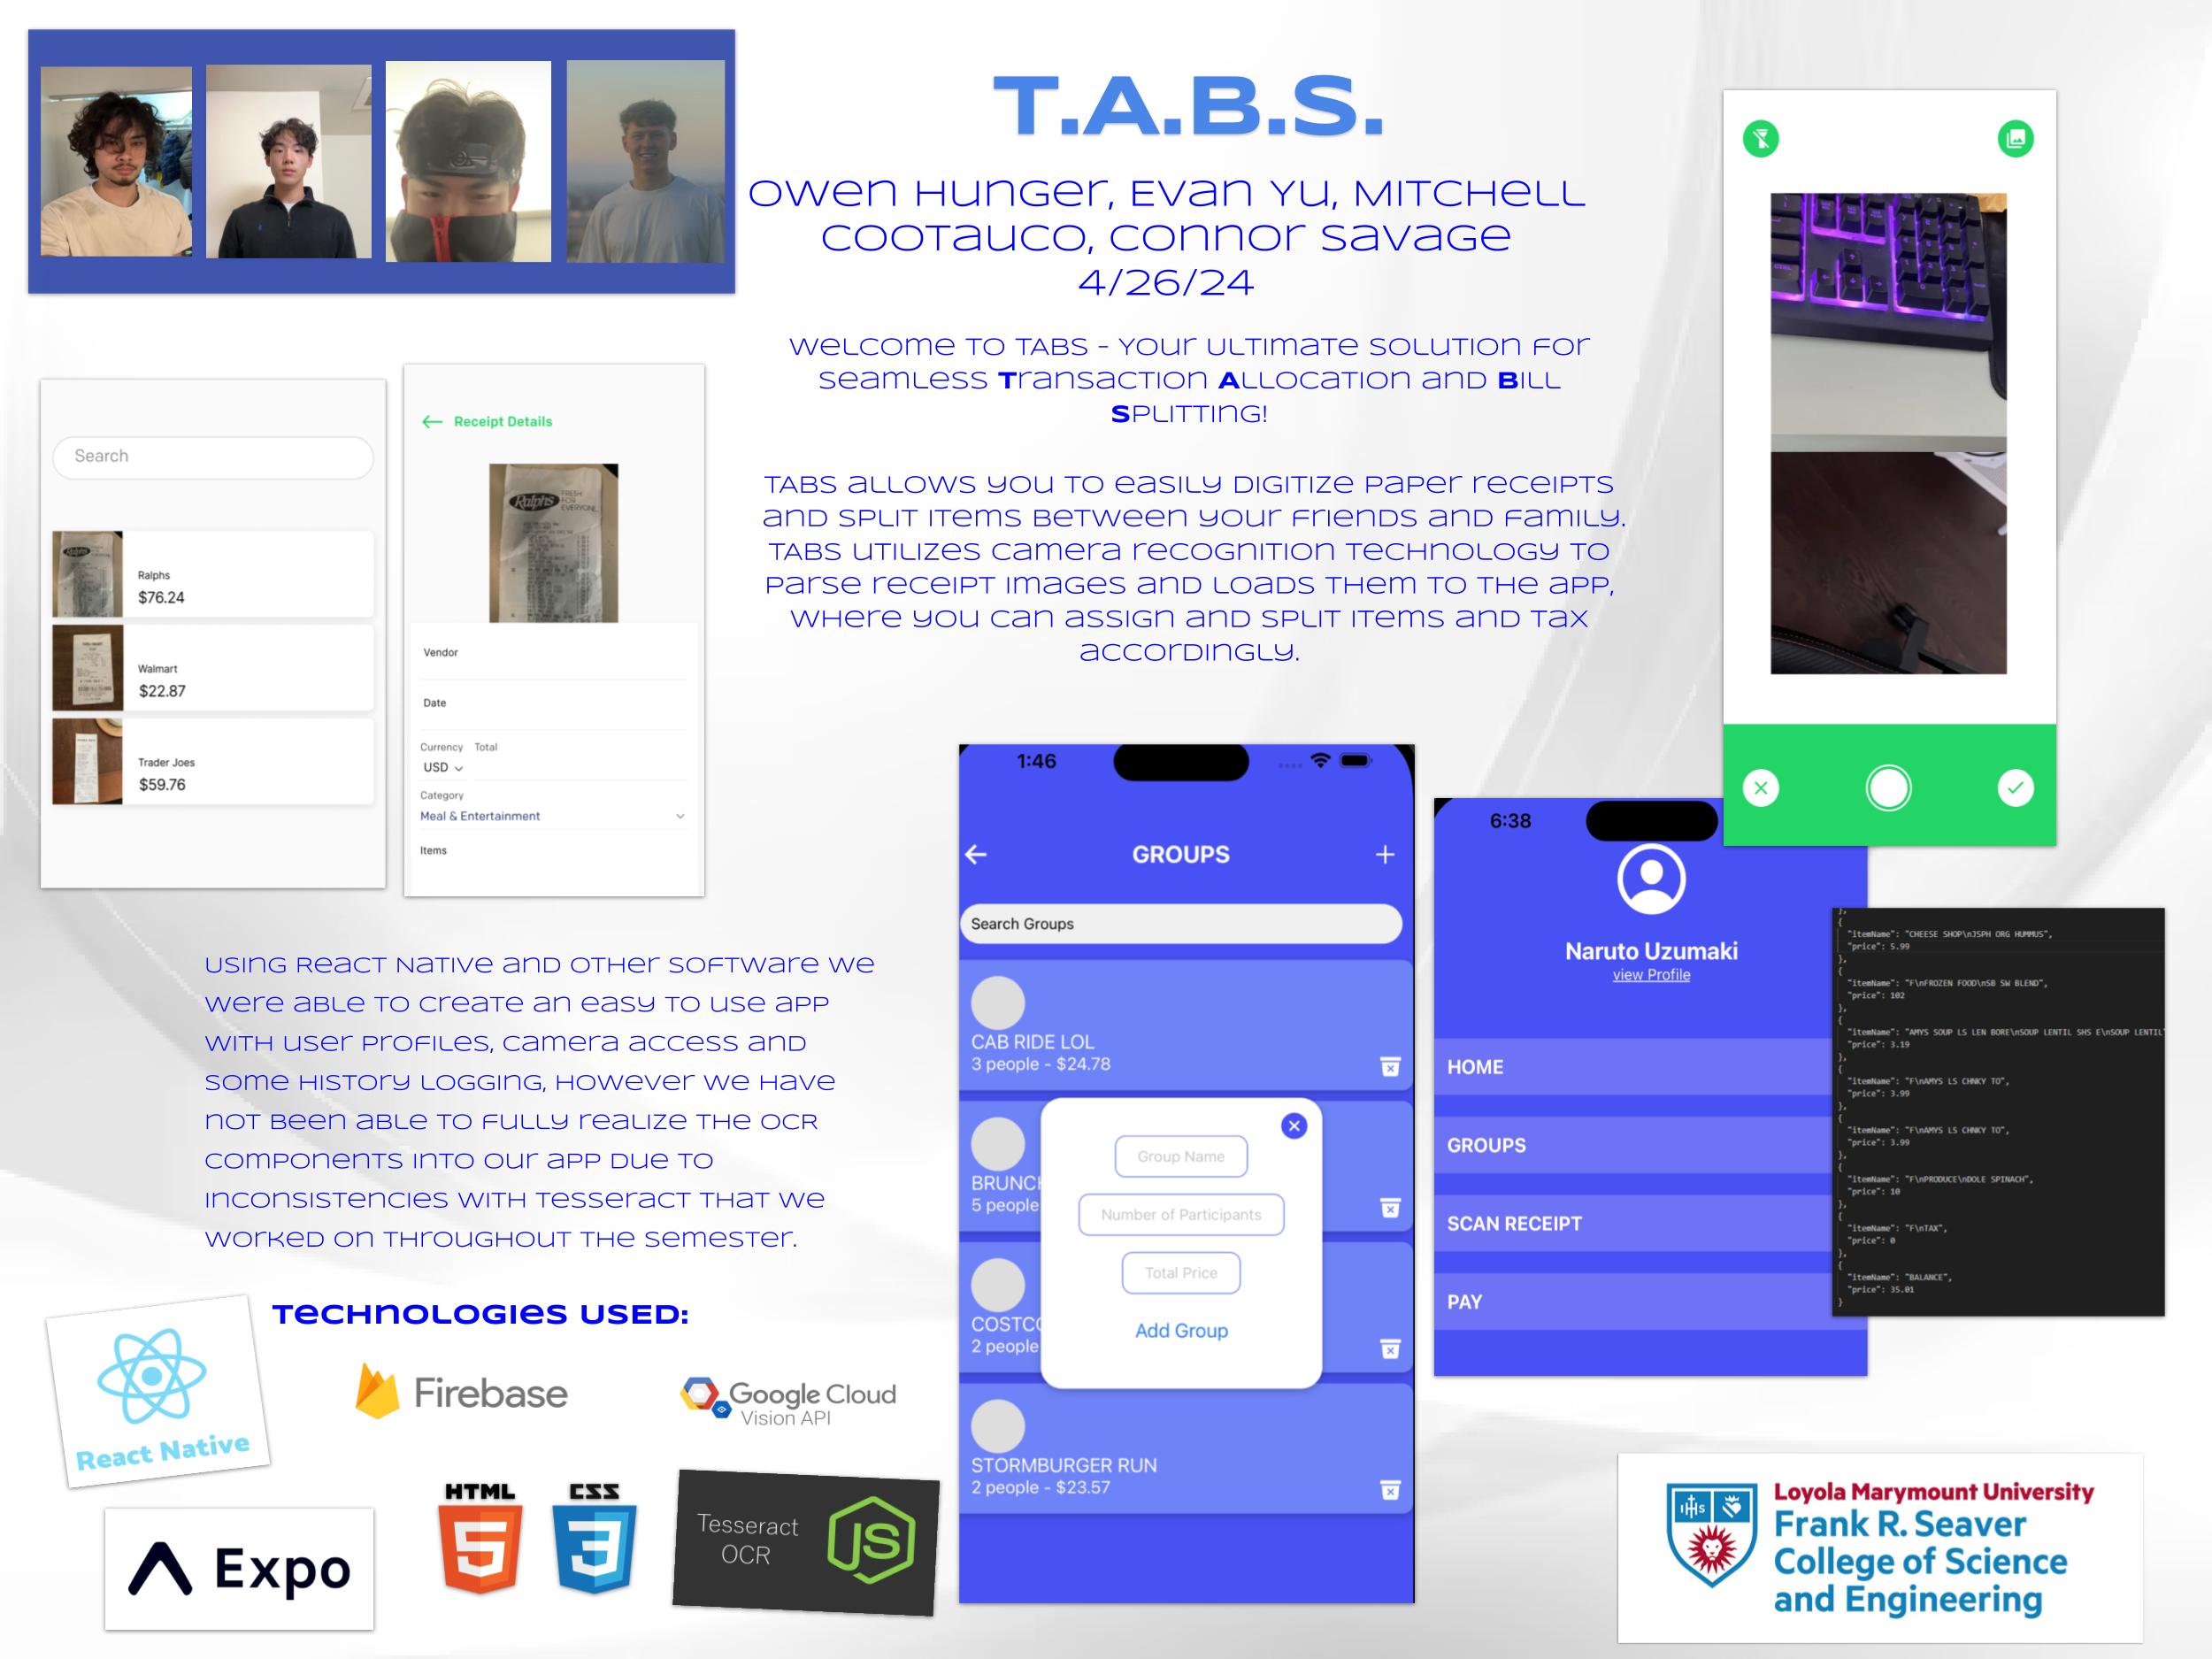 T.A.B.S.
Owen Hunger, Evan Yu, Mitchell
Cootauco, Connor Savage
4/26/24
Welcome to TABS - Your ultimate solution for
seamless Transaction Allocation and Bill
Splitting!
TABS allows you to easily digitize paper receipts
and split items between your friends and family.
TABS utilizes camera recognition technology to
parse receipt images and loads them to the app,
where you can assign and split items and tax
accordingly.
Search
Ralphs
$76.24
Walmart
$22.87
Trader Joes
$59.76
Receipt Details
Ralphs
FRESH
FOR
EVERYONE
Vendor
Date
Currency Total
USD
Category
Meal & Entertainment
Items
Using React Native and other software we
were able to create an easy to use app
with user profiles, camera access and
some history logging, however we have
not been able to fully realize the OCR
components into our app due to
inconsistencies with Tesseract that we
worked on throughout the semester.
Technologies Used:
React Native
Firebase
Google Cloud
Vision API
Expo
HTML
5
CSS
3
Tesseract
OCR
JS
1:46
GROUPS
Search Groups
CAB RIDE LOL
3 people - $24.78
BRUNCH
5 people
COSTCO
2 people
Group Name
Number of Participants
Total Price
Add Group
STORMBURGER RUN
2 people - $23.57
6:38
Naruto Uzumaki
view Profile
HOME
GROUPS
SCAN RECEIPT
PAY
},
{
"itemName": "CHEESE SHOP\nJSPH ORG HUMMUS",
"price": 5.99
},
{
"itemName": "F\nFROZEN FOOD\nSB SW BLEND",
"price": 102
},
{
"itemName": "AMYS SOUP LS LEN BORE\nSOUP LENTIL SHS E\nSOUP LENTIL"
"price": 3.19
},
{
"itemName": "F\nAMYS LS CHNKY TO",
"price": 3.99
},
{
"itemName": "F\nAMYS LS CHNKY TO",
"price": 3.99
},
{
"itemName": "F\nPRODUCE\nDOLE SPINACH",
"price": 10
},
{
"itemName": "F\nTAX",
"price": 0
},
{
"itemName": "BALANCE",
"price": 35.01
}
Loyola Marymount University
Frank R. Seaver
College of Science
and Engineering